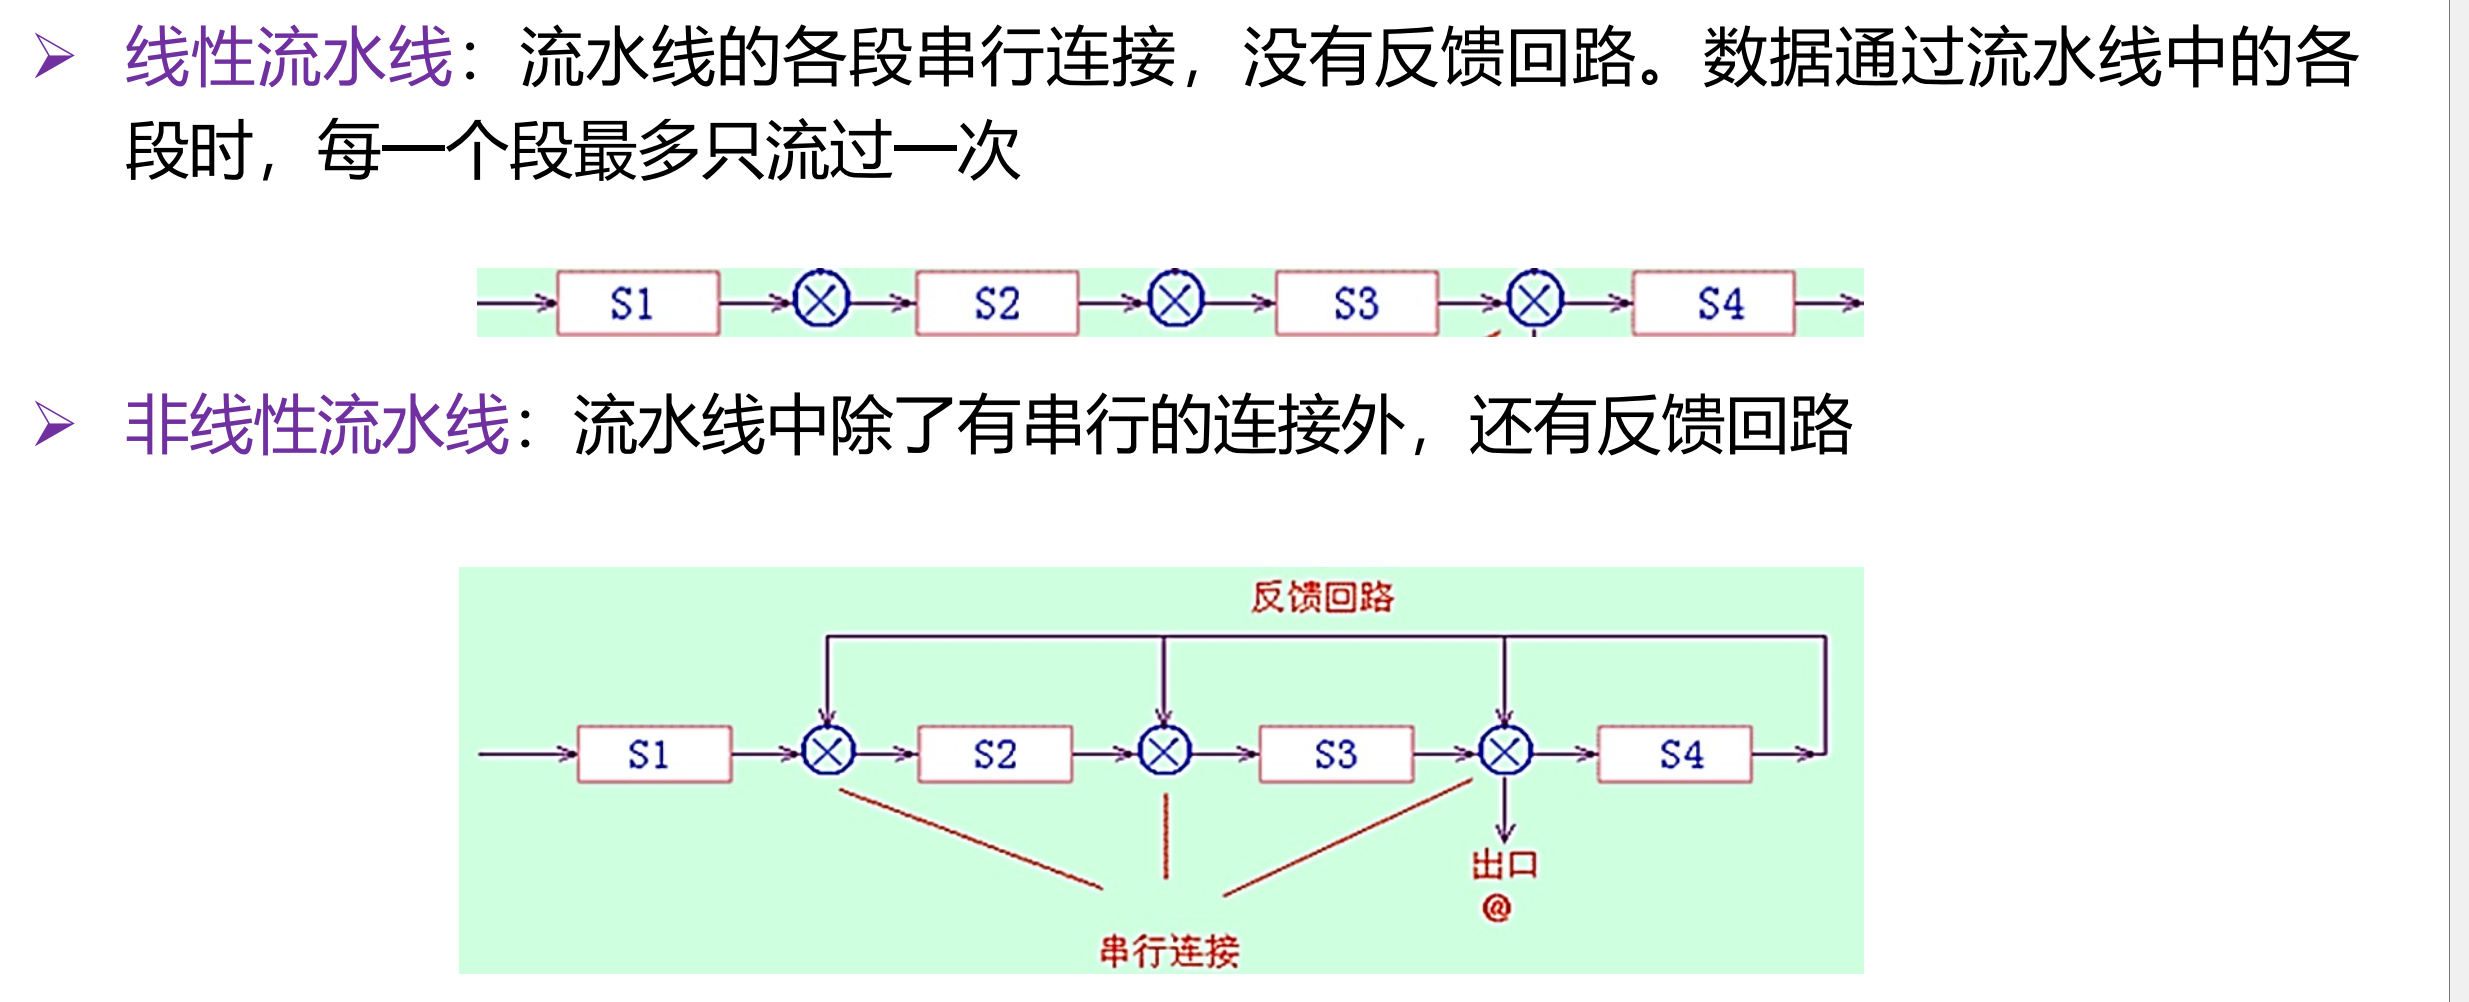 线性流水线：流水线的各段串行连接，没有反馈回路。数据通过流水线中的各
段时，每一个段最多只流过一次
S1 S2 S3 S4
非线性流水线：流水线中除了有串行的连接外，还有反馈回路
反馈回路
S1 S2 S3 S4
出口
@
串行连接